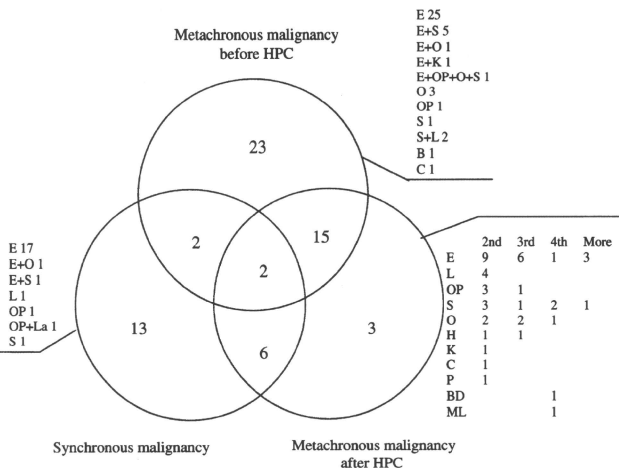 Metachronous malignancy
before HPC
E 25
E+S 5
E+O 1
E+K 1
E+OP+O+S 1
O 3
OP 1
S 1
S+L 2
B 1
C 1
23
2
15
2
13
6
3
E 17
E+O 1
E+S 1
L 1
OP 1
OP+La 1
S 1
2nd 3rd 4th More
E 9 6 1 3
L 4
OP 3 1
S 3 1 2 1
O 2 2 1
H 1 1
K 1
C 1
P 1
BD 1
ML 1
Synchronous malignancy
Metachronous malignancy
after HPC